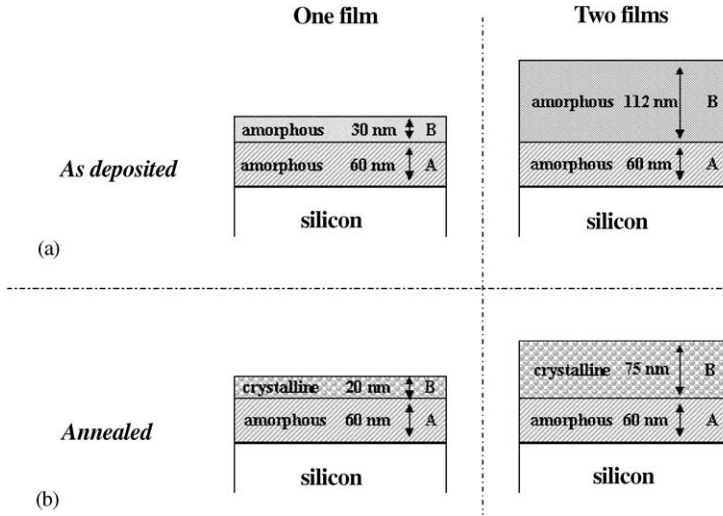 One film Two films
amorphous 112 nm B
amorphous 30 nm B
As deposited amorphous 60 nm A amorphous 60 nm A
silicon silicon
(a)
crystalline 75 nm B
crystalline 20 nm B
Annealed amorphous 60 nm A amorphous 60 nm A
silicon silicon
(b)